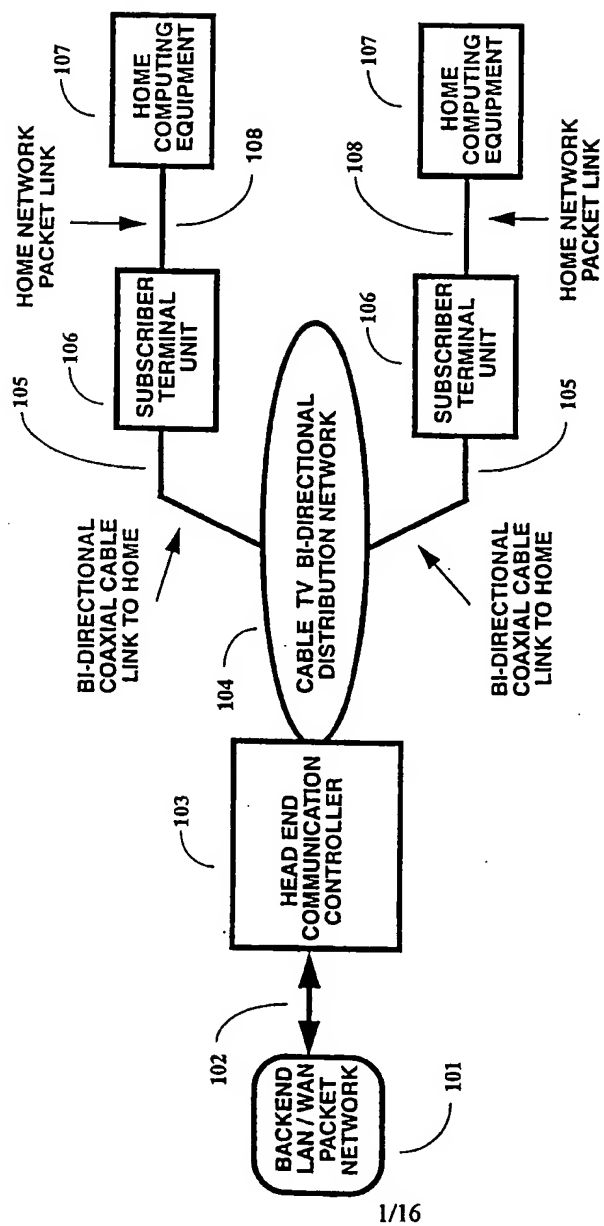 107
HOME
COMPUTING
EQUIPMENT
108
HOME NETWORK
PACKET LINK
106
SUBSCRIBER
TERMINAL
UNIT
105
BI-DIRECTIONAL
COAXIAL CABLE
LINK TO HOME
104
CABLE TV BI-DIRECTIONAL
DISTRIBUTION NETWORK
103
HEAD END
COMMUNICATION
CONTROLLER
102
BACKEND
LAN / WAN
PACKET
NETWORK
101
107
HOME
COMPUTING
EQUIPMENT
108
HOME NETWORK
PACKET LINK
106
SUBSCRIBER
TERMINAL
UNIT
105
BI-DIRECTIONAL
COAXIAL CABLE
LINK TO HOME
1/16